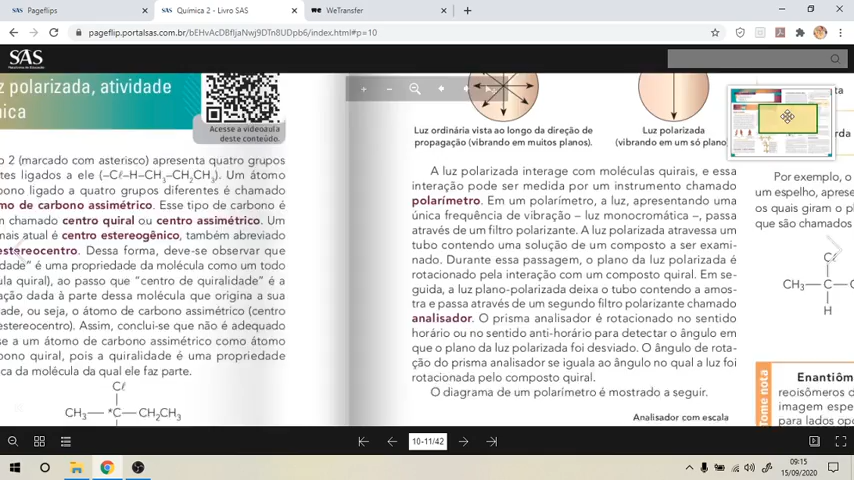 Pageflips
Química 2 - Livro SAS
WeTransfer
pageflip.portalsas.com.br/bEHvAcDBfljaNwj9DTn8UDpb6/index.html#p=10
SAS
z polarizada, atividade
ica
Acesse a videoaula
deste conteúdo.
o 2 (marcado com asterisco) apresenta quatro grupos
tes ligados a ele (–Cℓ–H–CH3–CH2CH3). Um átomo
bono ligado a quatro grupos diferentes é chamado
mo de carbono assimétrico. Esse tipo de carbono é
m chamado centro quiral ou centro assimétrico. Um
mais atual é centro estereogênico, também abreviado
estereocentro. Dessa forma, deve-se observar que
dade" é uma propriedade da molécula como um todo
ula quiral), ao passo que "centro de quiralidade" é a
ação dada à parte dessa molécula que origina a sua
ade, ou seja, o átomo de carbono assimétrico (centro
estereocentro). Assim, conclui-se que não é adequado
se a um átomo de carbono assimétrico como átomo
bono quiral, pois a quiralidade é uma propriedade
ica da molécula da qual ele faz parte.
Cℓ
CH3— *C—CH2CH3
Luz ordinária vista ao longo da direção de
propagação (vibrando em muitos planos).
Luz polarizada
(vibrando em um só plano
A luz polarizada interage com moléculas quirais, e essa
interação pode ser medida por um instrumento chamado
polarímetro. Em um polarímetro, a luz, apresentando uma
única frequência de vibração – luz monocromática –, passa
através de um filtro polarizante. A luz polarizada atravessa um
tubo contendo uma solução de um composto a ser exami-
nado. Durante essa passagem, o plano da luz polarizada é
rotacionado pela interação com um composto quiral. Em se-
guida, a luz plano-polarizada deixa o tubo contendo a amos-
tra e passa através de um segundo filtro polarizante chamado
analisador. O prisma analisador é rotacionado no sentido
horário ou no sentido anti-horário para detectar o ângulo em
que o plano da luz polarizada foi desviado. O ângulo de rota-
ção do prisma analisador se iguala ao ângulo no qual a luz foi
rotacionada pelo composto quiral.
O diagrama de um polarímetro é mostrado a seguir.
Analisador com escala
ta
rda
Por exemplo, o
um espelho, aprese
os quais giram o p
que são chamados
Cℓ
CH3—C—
H
ome nota
Enantiôm
reoisômeros d
imagem espe
para lados opo
10-11/42
09:15
15/09/2020